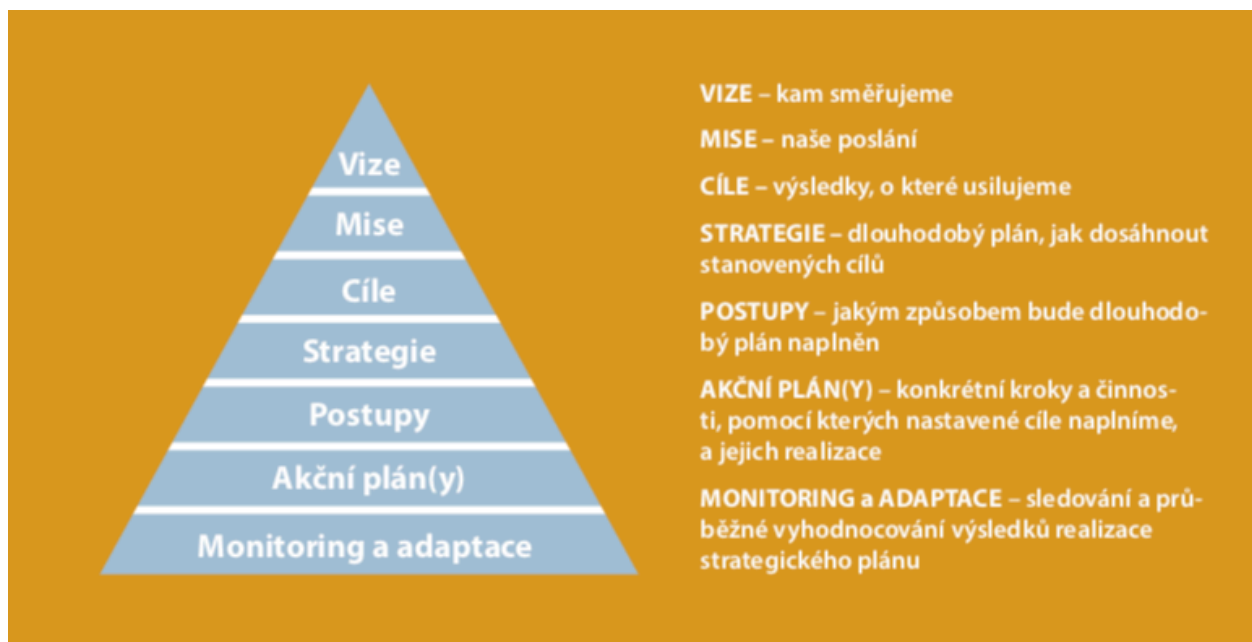 Vize
Mise
Cíle
Strategie
Postupy
Akční plán(y)
Monitoring a adaptace
VIZE – kam směřujeme
MISE – naše poslání
CÍLE – výsledky, o které usilujeme
STRATEGIE – dlouhodobý plán, jak dosáhnout
stanovených cílů
POSTUPY – jakým způsobem bude dlouhodo-
bý plán naplněn
AKČNÍ PLÁN(Y) – konkrétní kroky a činnos-
ti, pomocí kterých nastavené cíle naplníme,
a jejich realizace
MONITORING a ADAPTACE – sledování a prů-
běžné vyhodnocování výsledků realizace
strategického plánu